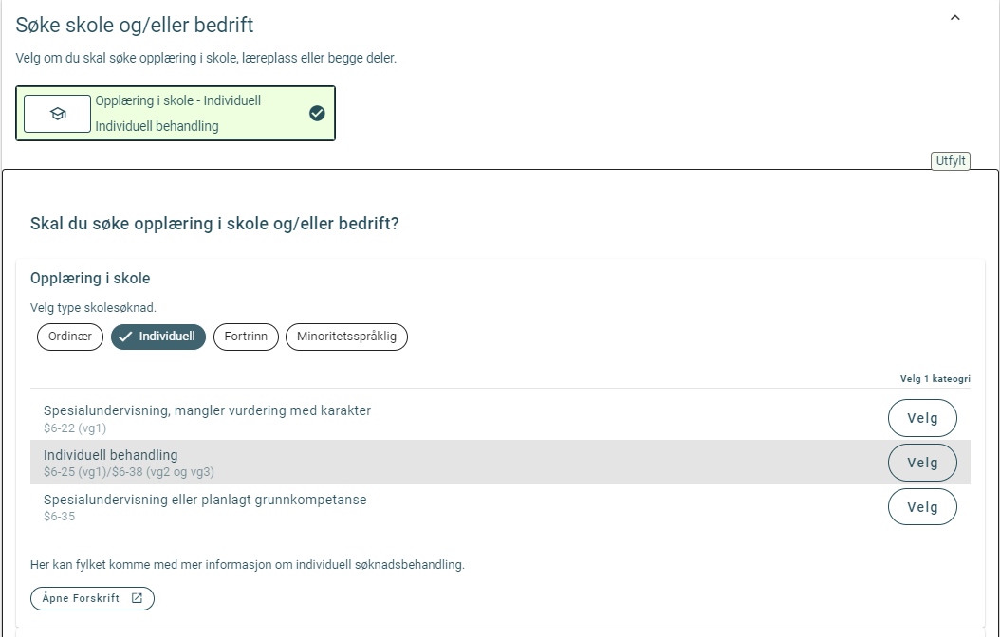 Søke skole og/eller bedrift
Velg om du skal søke opplæring i skole, læreplass eller begge deler.
Opplæring i skole - Individuell
Individuell behandling
Utfylt
Skal du søke opplæring i skole og/eller bedrift?
Opplæring i skole
Velg type skolesøknad.
Ordinær
Individuell
Fortrinn
Minoritetsspråklig
Velg 1 kateogri
Spesialundervisning, mangler vurdering med karakter
$6-22 (vg1)
Velg
Individuell behandling
$6-25 (vg1)/$6-38 (vg2 og vg3)
Velg
Spesialundervisning eller planlagt grunnkompetanse
$6-35
Velg
Her kan fylket komme med mer informasjon om individuell søknadsbehandling.
Åpne Forskrift